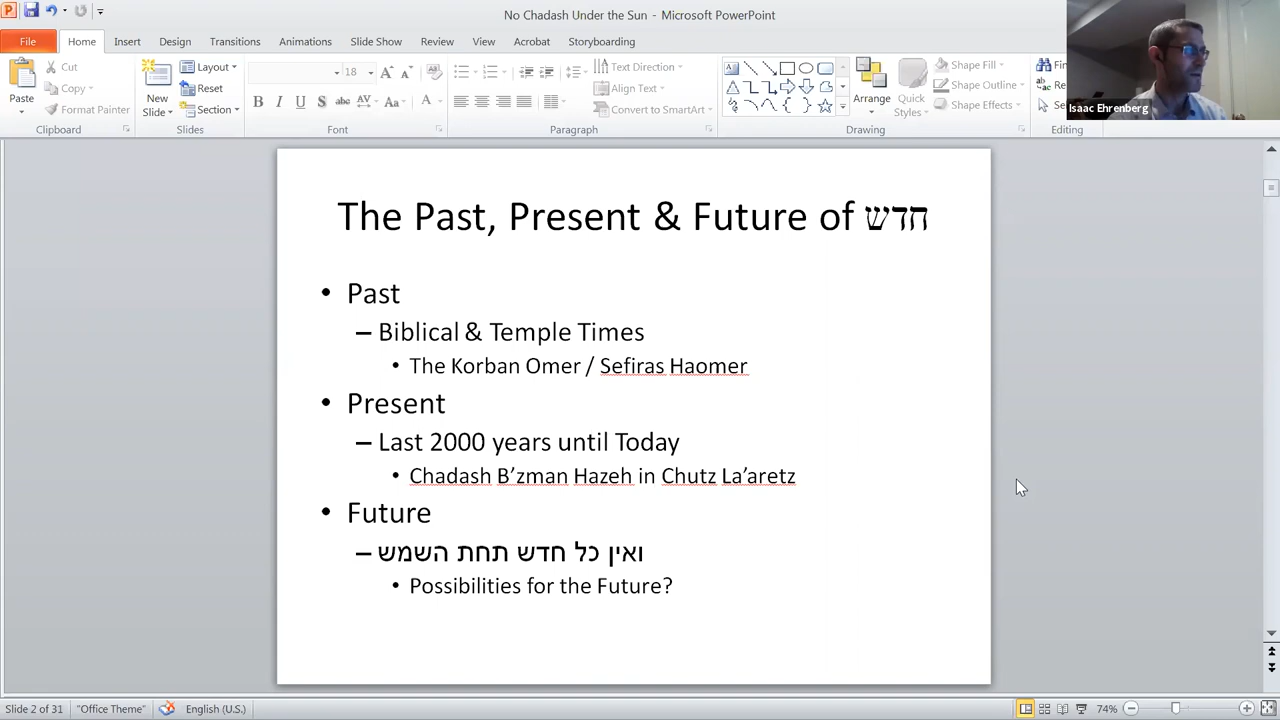 No Chadash Under the Sun - Microsoft PowerPoint
File Home Insert Design Transitions Animations Slide Show Review View Acrobat Storyboarding
Paste
Cut
Copy
Format Painter
Clipboard
New Slide
Layout
Reset
Section
Slides
18
Font
Text Direction
Align Text
Convert to SmartArt
Paragraph
Arrange
Quick Styles
Shape Fill
Shape Outline
Shape Effects
Drawing
Editing
Isaac Ehrenberg
The Past, Present & Future of חדש
• Past
– Biblical & Temple Times
• The Korban Omer / Sefiras Haomer
• Present
– Last 2000 years until Today
• Chadash B’zman Hazeh in Chutz La’aretz
• Future
– ואין כל חדש תחת השמש
• Possibilities for the Future?
Slide 2 of 31 "Office Theme" English (U.S.) 74%